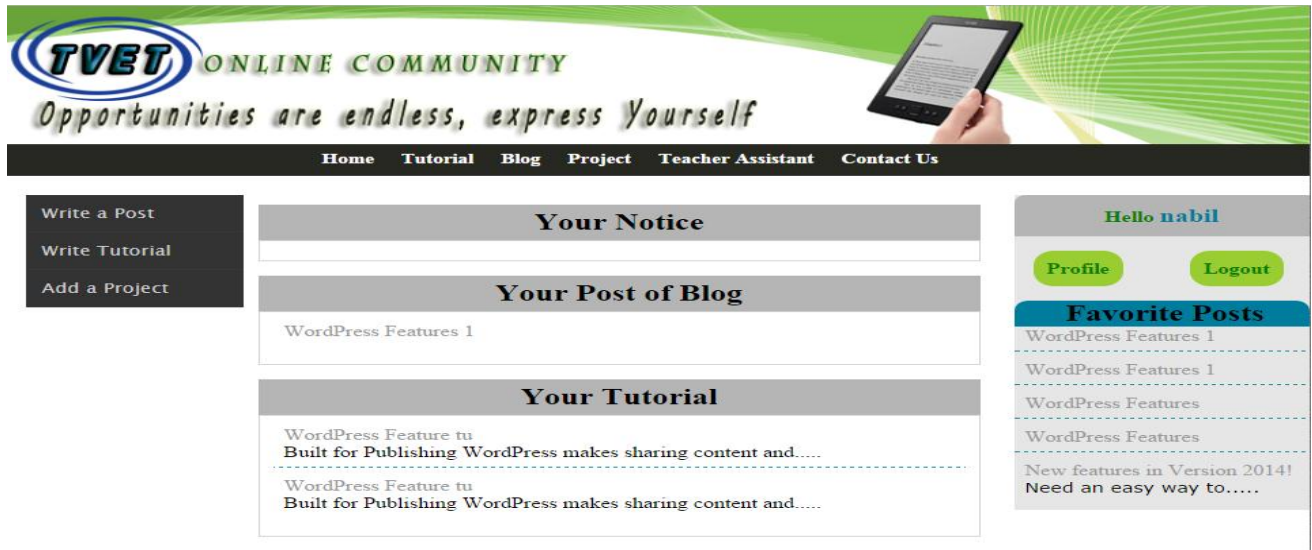 TVET ONLINE COMMUNITY
Opportunities are endless, express Yourself
Home Tutorial Blog Project Teacher Assistant Contact Us
Write a Post
Write Tutorial
Add a Project
Your Notice
Your Post of Blog
WordPress Features 1
Your Tutorial
WordPress Feature tu
Built for Publishing WordPress makes sharing content and.....
WordPress Feature tu
Built for Publishing WordPress makes sharing content and.....
Hello nabil
Profile Logout
Favorite Posts
WordPress Features 1
WordPress Features 1
WordPress Features
WordPress Features
New features in Version 2014!
Need an easy way to.....